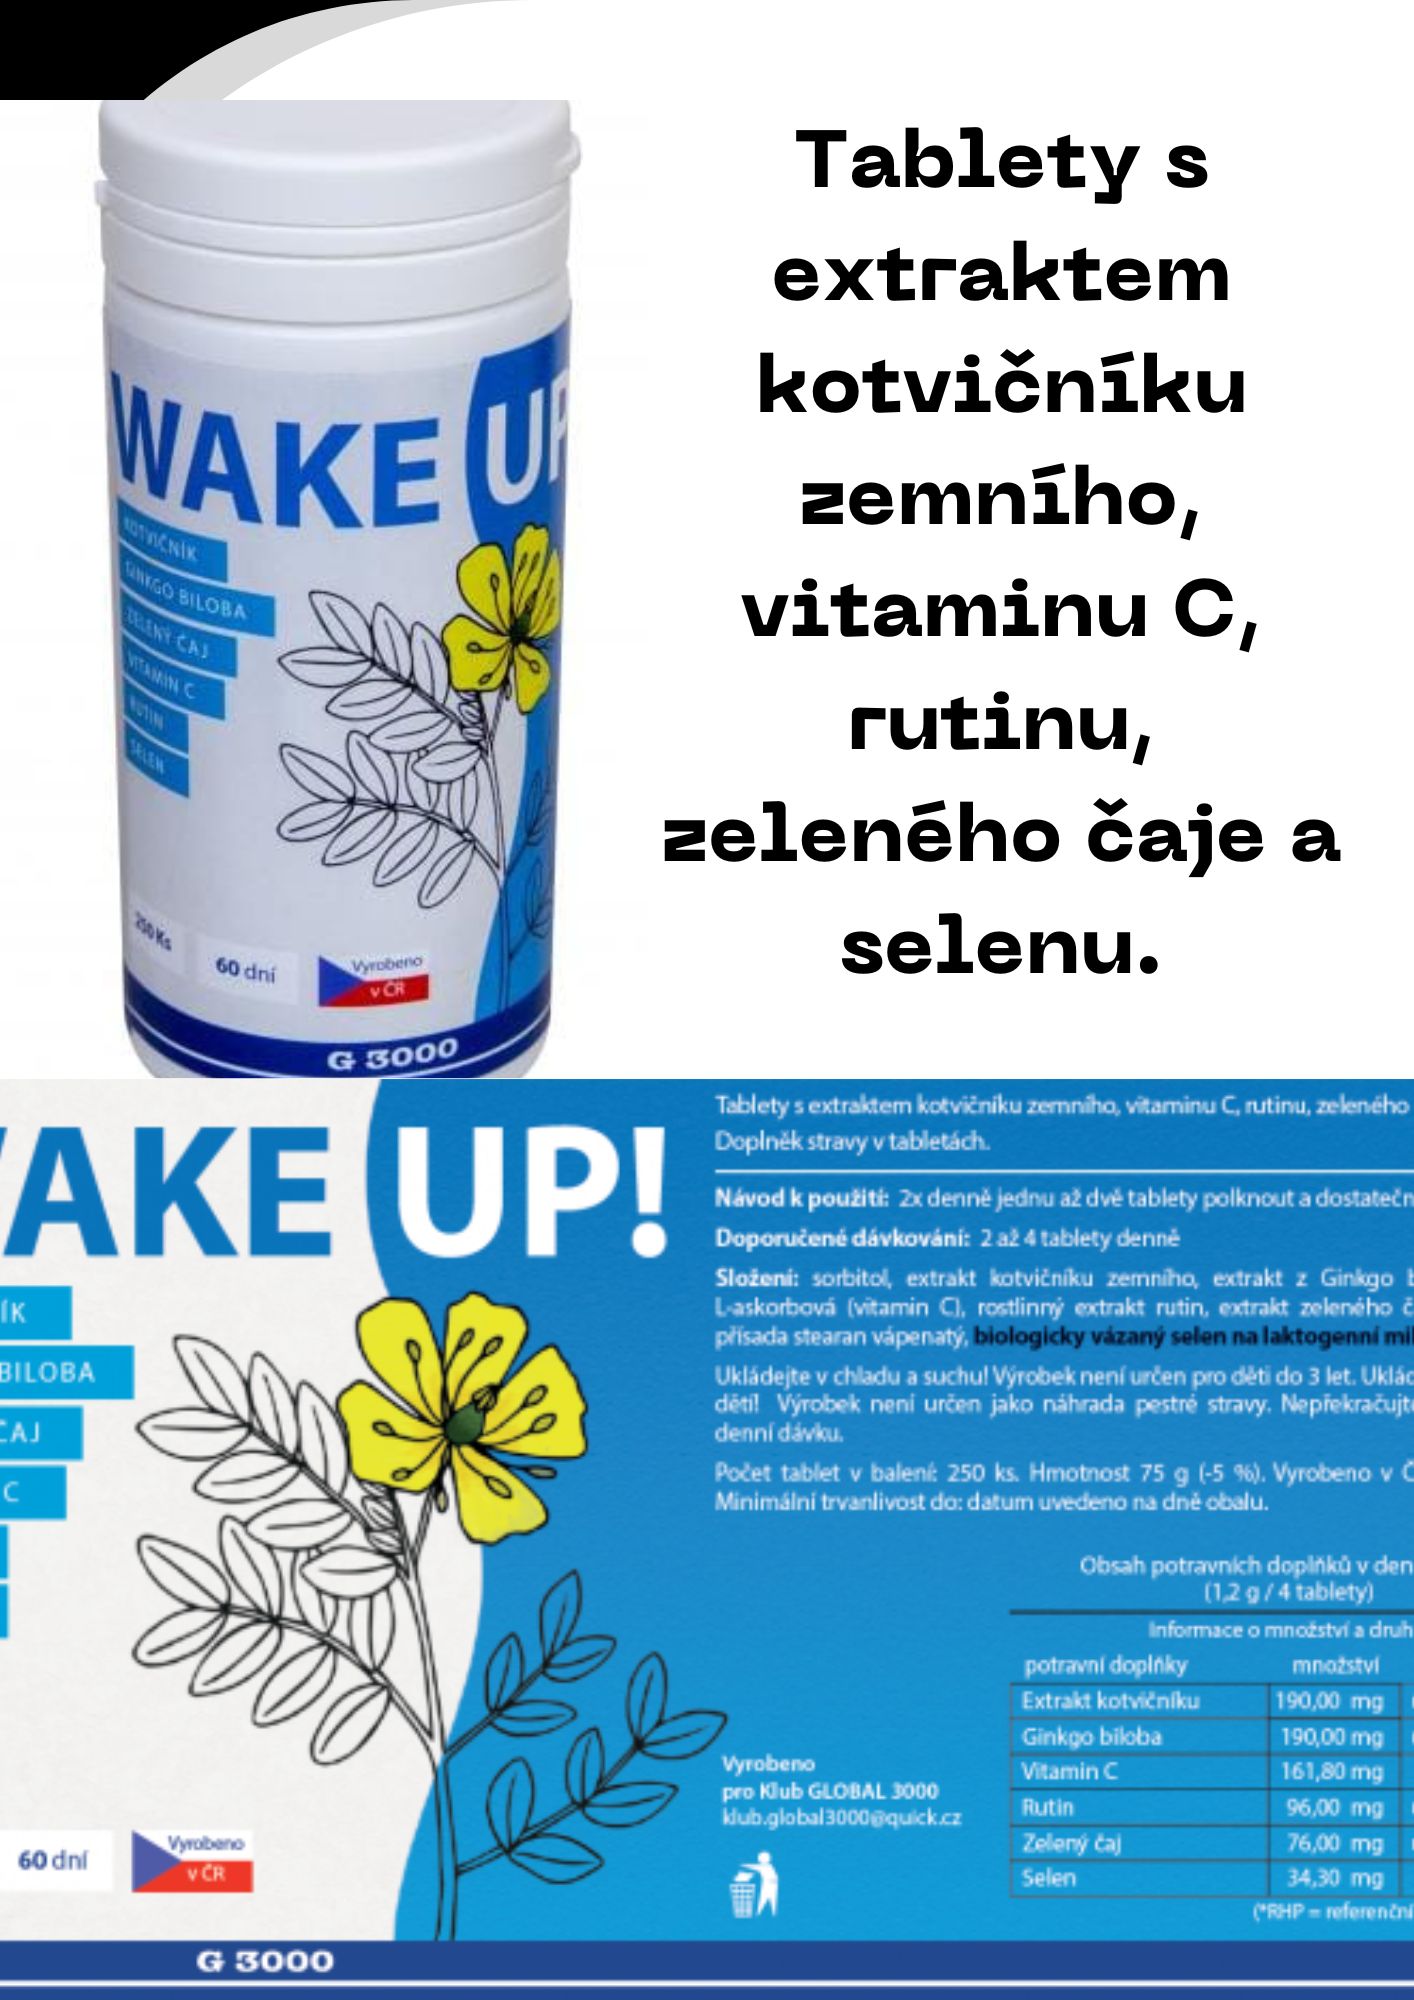 Tablety s
extraktem
kotvičníku
zemního,
vitaminu C,
rutinu,
zeleného čaje a
selenu.
WAKE UP
KOTVIČNÍK
GINKGO BILOBA
ZELENÝ ČAJ
VITAMIN C
RUTIN
SELEN
250 Ks
60 dní
Vyrobeno
v ČR
G 3000
AKE UP!
ÍK
BILOBA
ČAJ
C
60 dní
Vyrobeno
v ČR
G 3000
Tablety s extraktem kotvičníku zemního, vitaminu C, rutinu, zeleného
Doplněk stravy v tabletách.
Návod k použití: 2x denně jednu až dvě tablety polknout a dostatečn
Doporučené dávkování: 2 až 4 tablety denně
Složení: sorbitol, extrakt kotvičníku zemního, extrakt z Ginkgo b
L-askorbová (vitamin C), rostlinný extrakt rutin, extrakt zeleného č
přísada stearan vápenatý, biologicky vázaný selen na laktogenní mi
Ukládejte v chladu a suchu! Výrobek není určen pro děti do 3 let. Uklád
dětí! Výrobek není určen jako náhrada pestré stravy. Nepřekračujt
denní dávku.
Počet tablet v balení: 250 ks. Hmotnost 75 g (-5 %). Vyrobeno v Č
Minimální trvanlivost do: datum uvedeno na dně obalu.
Obsah potravních doplňků v den
(1,2 g / 4 tablety)
Informace o množství a druh
potravní doplňky množství
Extrakt kotvičníku 190,00 mg
Ginkgo biloba 190,00 mg
Vitamin C 161,80 mg
Rutin 96,00 mg
Zelený čaj 76,00 mg
Selen 34,30 mg
(*RHP = referenční
Vyrobeno
pro Klub GLOBAL 3000
klub.global3000@quick.cz